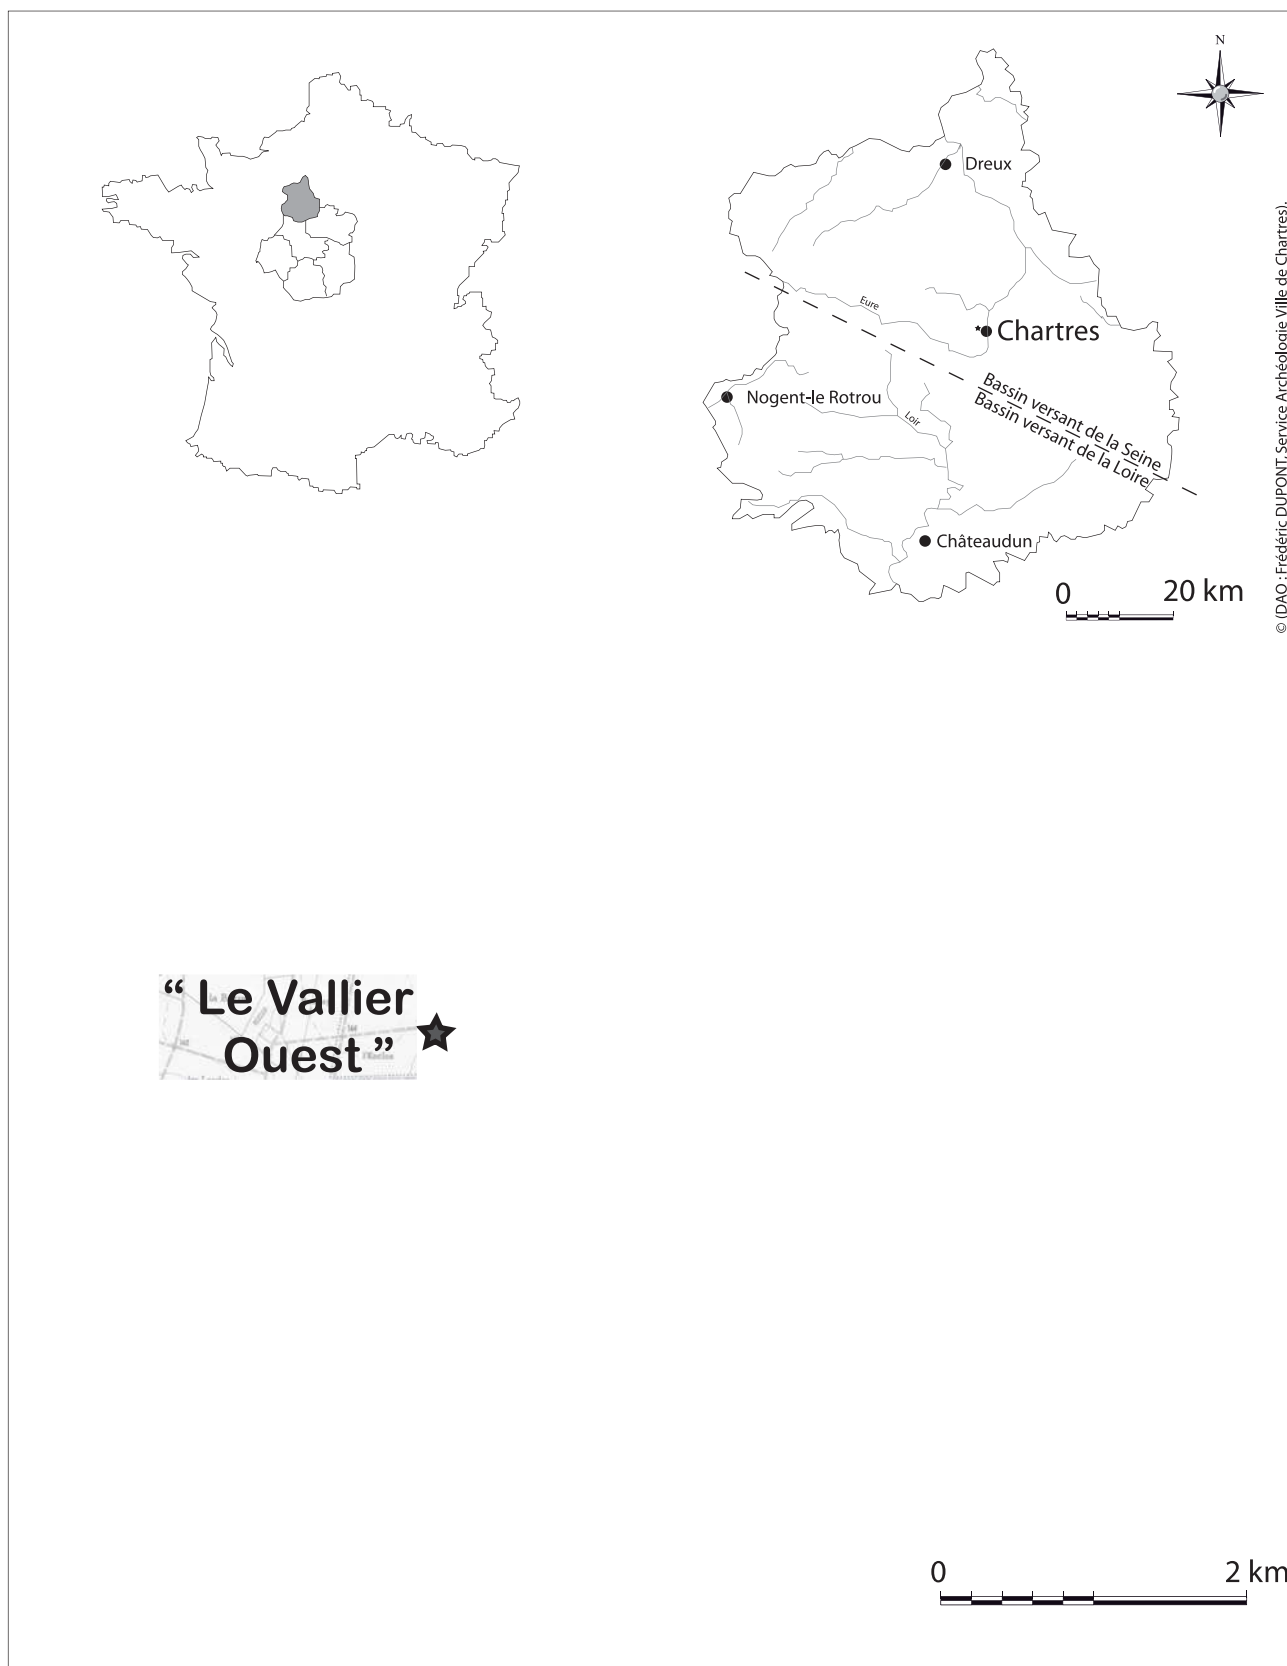 N
Dreux
Eure
Chartres
Bassin versant de la Seine
Bassin versant de la Loire
Nogent-le Rotrou
Loir
Châteaudun
0 20 km
© (DAO : Frédéric DUPONT, Service Archéologie Ville de Chartres).
“ Le Vallier
Ouest ”
0 2 km